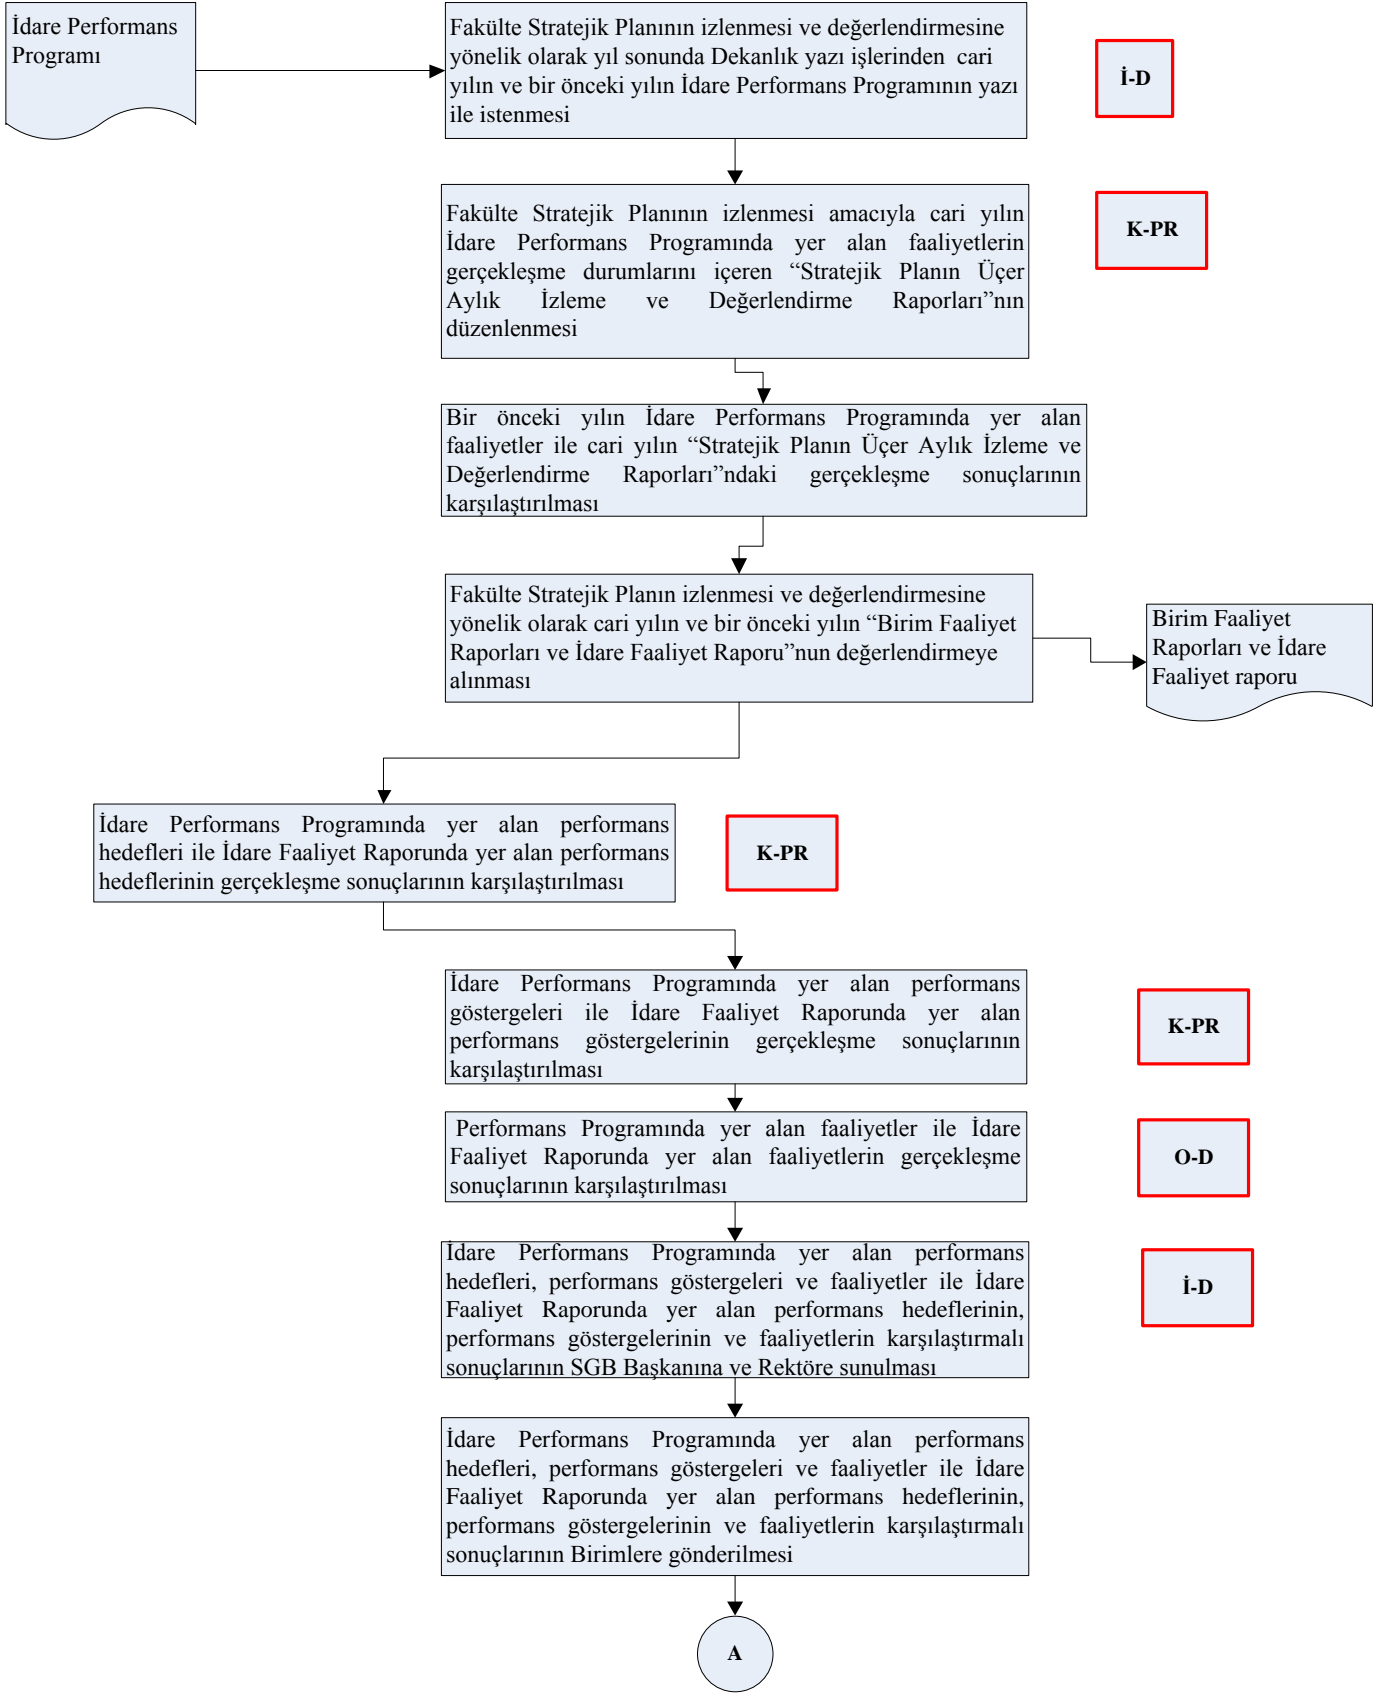 İdare Performans
Programı
Fakülte Stratejik Planının izlenmesi ve değerlendirmesine
yönelik olarak yıl sonunda Dekanlık yazı işlerinden cari
yılın ve bir önceki yılın İdare Performans Programının yazı
ile istenmesi
İ-D
Fakülte Stratejik Planının izlenmesi amacıyla cari yılın
İdare Performans Programında yer alan faaliyetlerin
gerçekleşme durumlarını içeren “Stratejik Planın Üçer
Aylık İzleme ve Değerlendirme Raporları”nın
düzenlenmesi
K-PR
Bir önceki yılın İdare Performans Programında yer alan
faaliyetler ile cari yılın “Stratejik Planın Üçer Aylık İzleme ve
Değerlendirme Raporları”ndaki gerçekleşme sonuçlarının
karşılaştırılması
Fakülte Stratejik Planın izlenmesi ve değerlendirmesine
yönelik olarak cari yılın ve bir önceki yılın “Birim Faaliyet
Raporları ve İdare Faaliyet Raporu”nun değerlendirmeye
alınması
Birim Faaliyet
Raporları ve İdare
Faaliyet raporu
İdare Performans Programında yer alan performans
hedefleri ile İdare Faaliyet Raporunda yer alan performans
hedeflerinin gerçekleşme sonuçlarının karşılaştırılması
K-PR
İdare Performans Programında yer alan performans
göstergeleri ile İdare Faaliyet Raporunda yer alan
performans göstergelerinin gerçekleşme sonuçlarının
karşılaştırılması
K-PR
Performans Programında yer alan faaliyetler ile İdare
Faaliyet Raporunda yer alan faaliyetlerin gerçekleşme
sonuçlarının karşılaştırılması
O-D
İdare Performans Programında yer alan performans
hedefleri, performans göstergeleri ve faaliyetler ile İdare
Faaliyet Raporunda yer alan performans hedeflerinin,
performans göstergelerinin ve faaliyetlerin karşılaştırmalı
sonuçlarının SGB Başkanına ve Rektöre sunulması
İ-D
İdare Performans Programında yer alan performans
hedefleri, performans göstergeleri ve faaliyetler ile İdare
Faaliyet Raporunda yer alan performans hedeflerinin,
performans göstergelerinin ve faaliyetlerin karşılaştırmalı
sonuçlarının Birimlere gönderilmesi
A